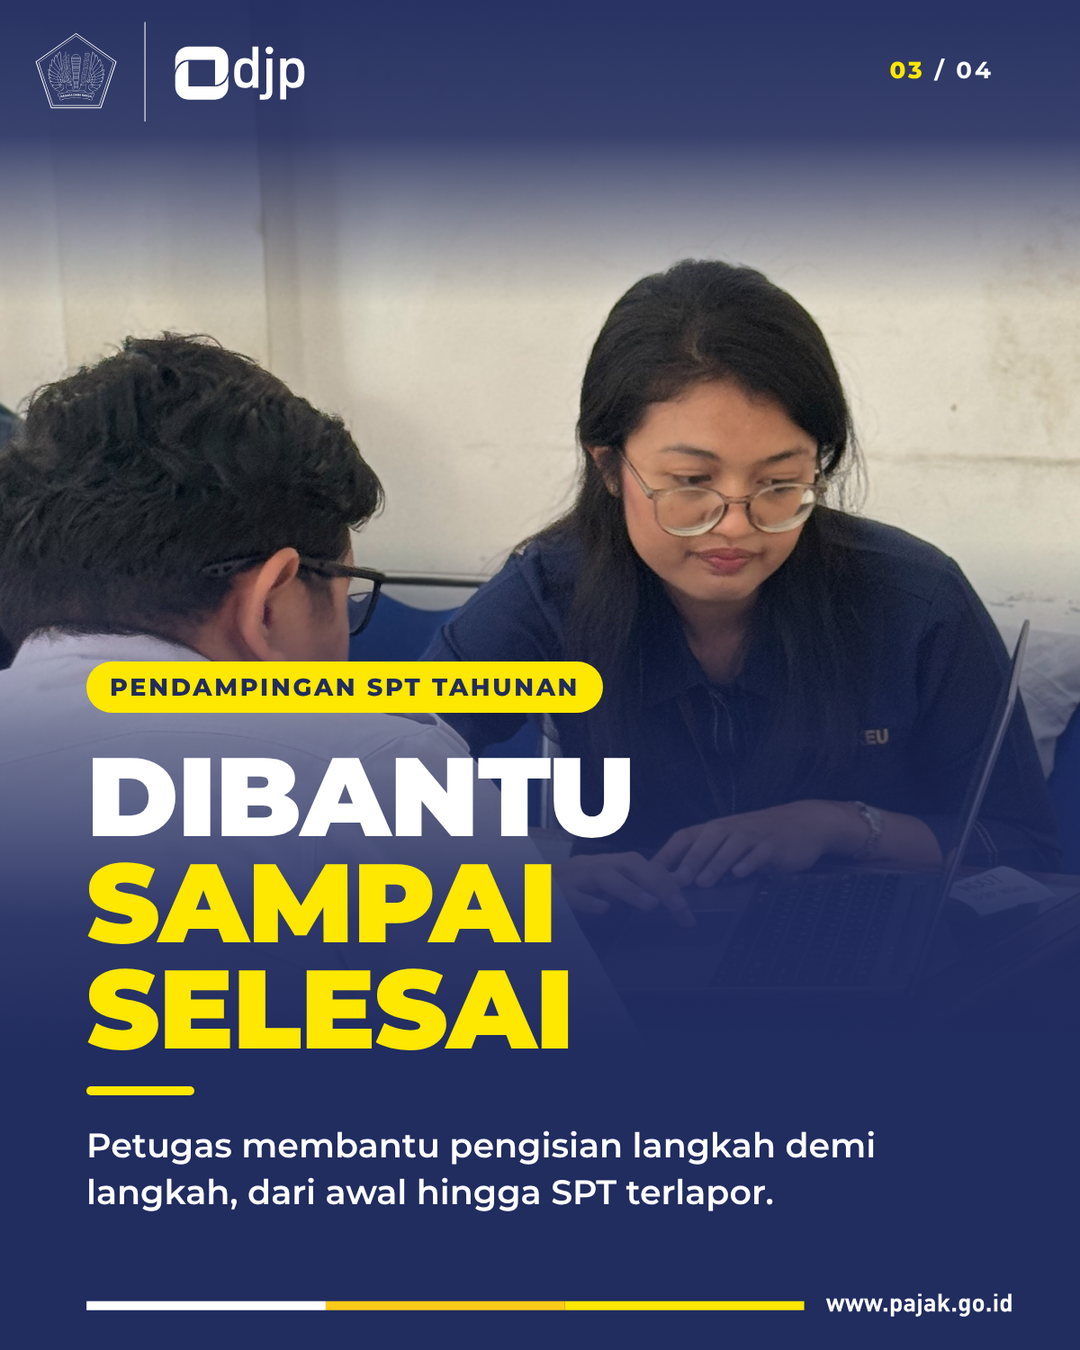 djp
03 / 04
KEU
PENDAMPINGAN SPT TAHUNAN
DIBANTU
SAMPAI
SELESAI
Petugas membantu pengisian langkah demi
langkah, dari awal hingga SPT terlapor.
www.pajak.go.id